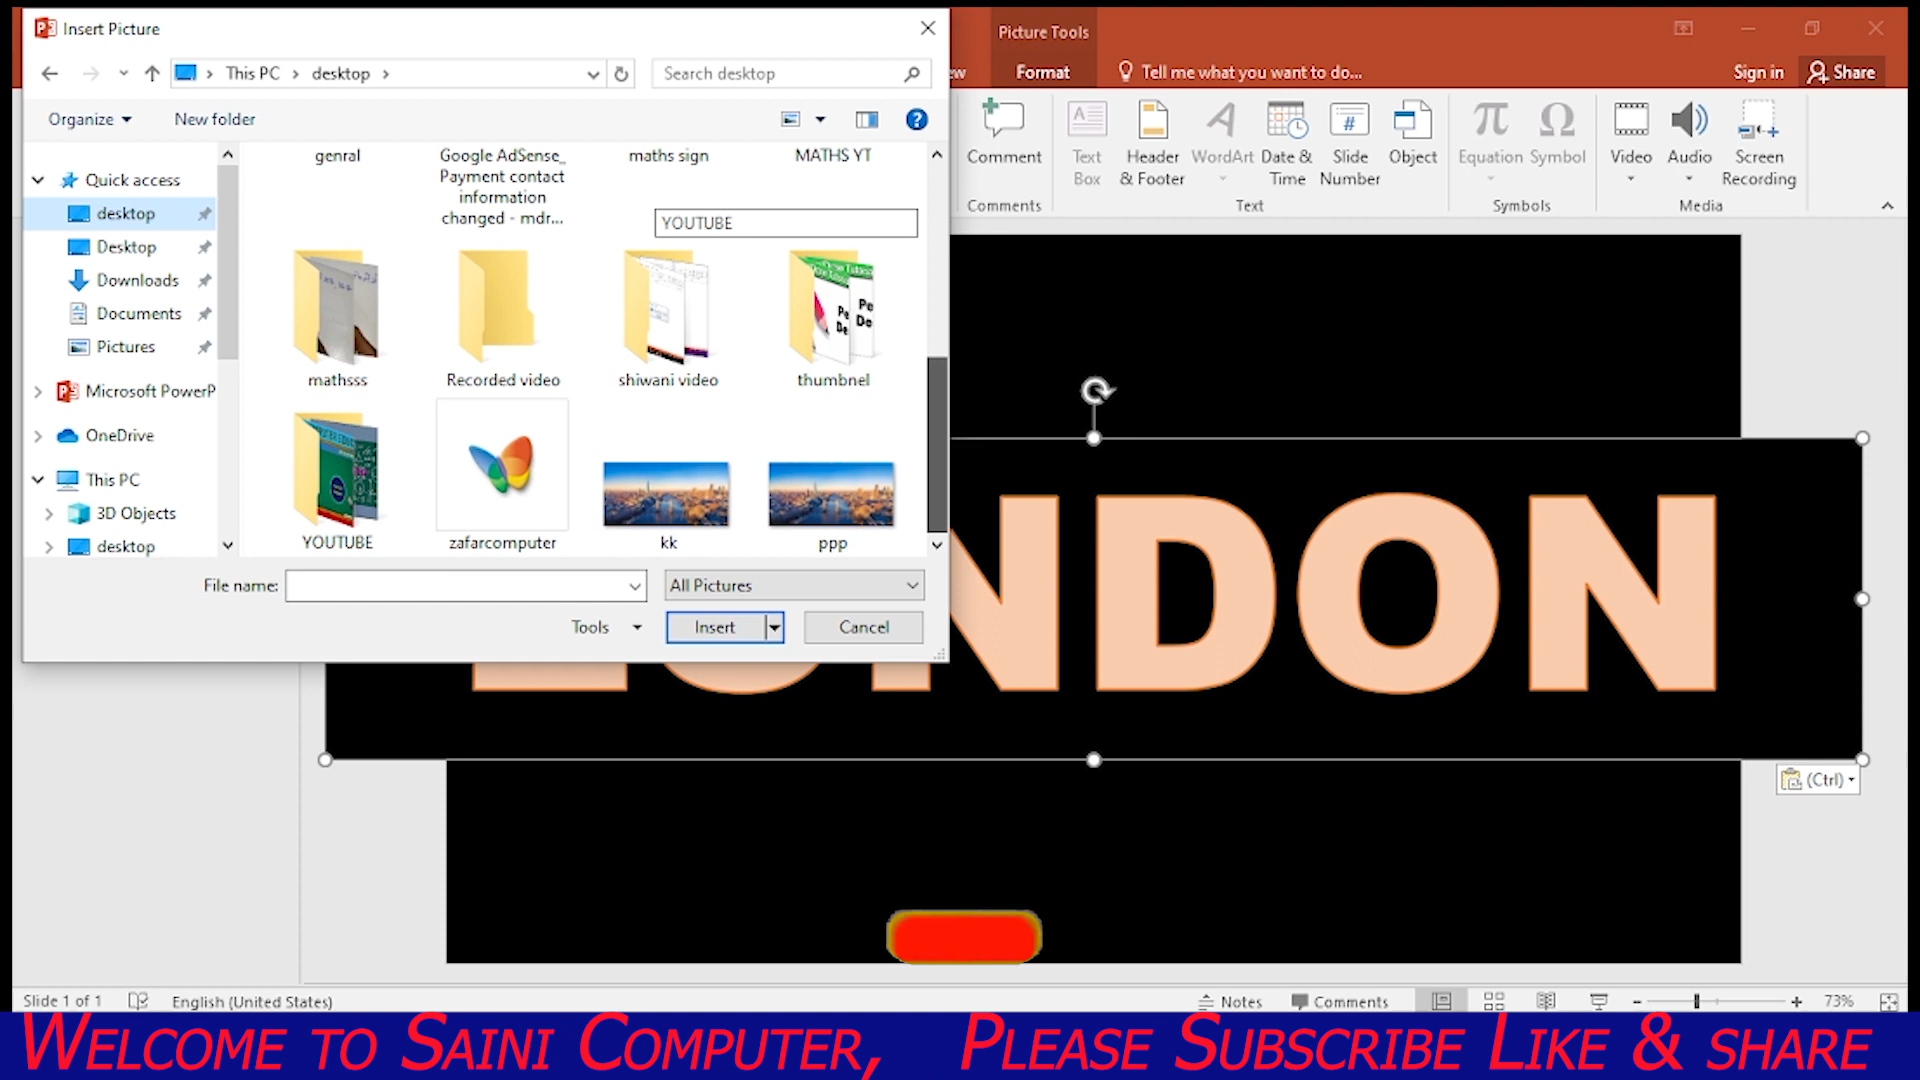 Insert Picture
This PC desktop
Search desktop
Organize New folder
Quick access
desktop
Desktop
Downloads
Documents
Pictures
Microsoft PowerP
OneDrive
This PC
3D Objects
desktop
genral
Google AdSense_
Payment contact
information
changed - mdr...
maths sign
MATHS YT
YOUTUBE
mathsss
Recorded video
shiwani video
thumbnel
YOUTUBE
zafarcomputer
kk
ppp
File name:
All Pictures
Tools Insert Cancel
Picture Tools
ew Format Tell me what you want to do... Sign in Share
Comment
Text
Box
Header
& Footer
WordArt
Date &
Time
Slide
Number
Object
Equation
Symbol
Video
Audio
Screen
Recording
Comments Text Symbols Media
LONDON
(Ctrl)
Slide 1 of 1 English (United States) Notes Comments 73%
WELCOME TO SAINI COMPUTER, PLEASE SUBSCRIBE LIKE & SHARE